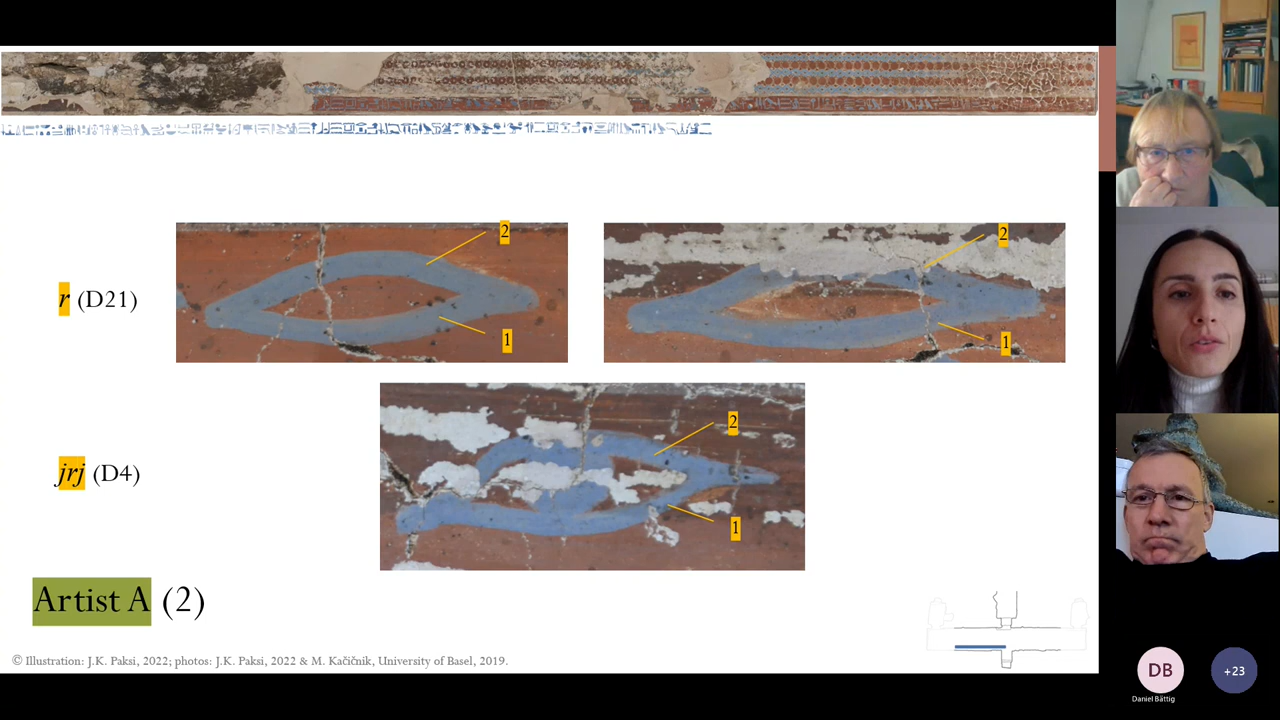 2
2
r (D21)
1
1
2
jrj (D4)
1
Artist A (2)
© Illustration: J.K. Paksi, 2022; photos: J.K. Paksi, 2022 & M. Kačičnik, University of Basel, 2019.
DB
+23
Daniel Bättig